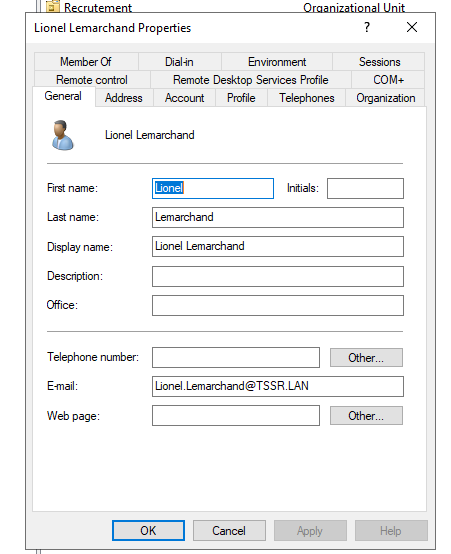 Recrutement Organizational Unit
Lionel Lemarchand Properties ? ×
Member Of Dial-in Environment Sessions
Remote control Remote Desktop Services Profile COM+
General Address Account Profile Telephones Organization
Lionel Lemarchand
First name: Lionel Initials:
Last name: Lemarchand
Display name: Lionel Lemarchand
Description:
Office:
Telephone number: Other...
E-mail: Lionel.Lemarchand@TSSR.LAN
Web page: Other...
OK Cancel Apply Help